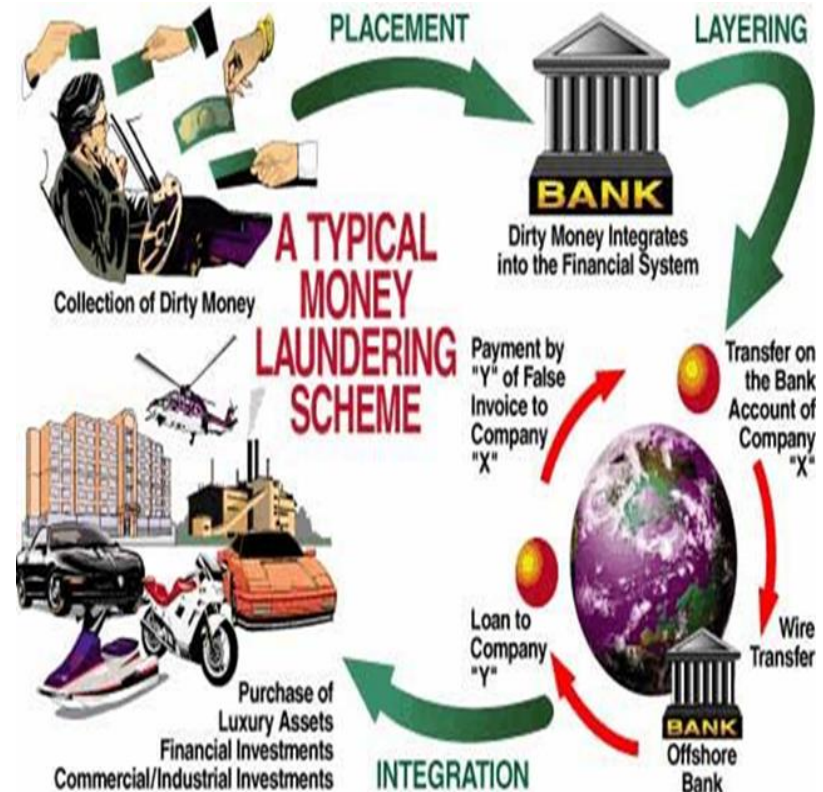 PLACEMENT
LAYERING
BANK
Dirty Money Integrates
into the Financial System
Collection of Dirty Money
A TYPICAL
MONEY
LAUNDERING
SCHEME
Payment by
"Y" of False
Invoice to
Company
"X"
Transfer on
the Bank
Account of
Company
"X"
Wire
Transfer
BANK
Offshore
Bank
Loan to
Company
"Y"
INTEGRATION
Purchase of
Luxury Assets
Financial Investments
Commercial/Industrial Investments